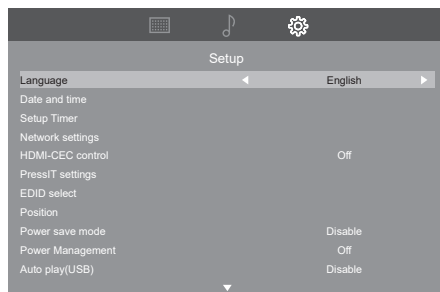 Setup
Language English
Date and time
Setup Timer
Network settings
HDMI-CEC control Off
PressIT settings
EDID select
Position
Power save mode Disable
Power Management Off
Auto play(USB) Disable